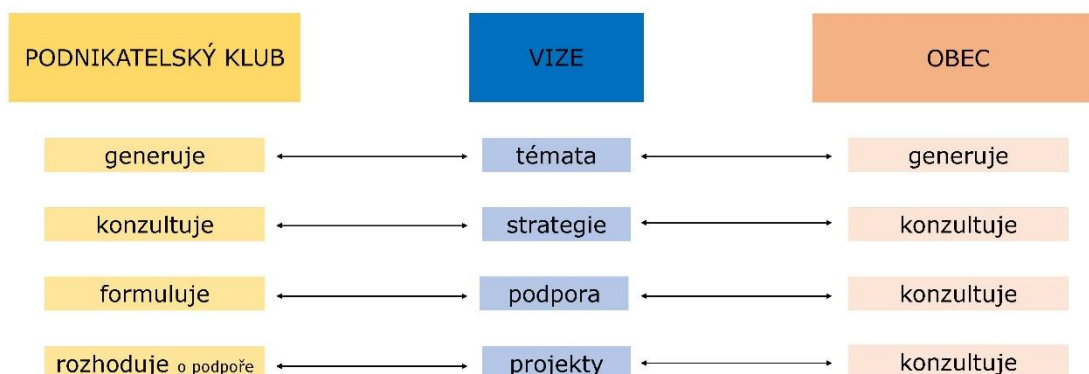 PODNIKATELSKÝ KLUB VIZE OBEC
generuje témata generuje
konzultuje strategie konzultuje
formuluje podpora konzultuje
rozhoduje o podpoře projekty konzultuje